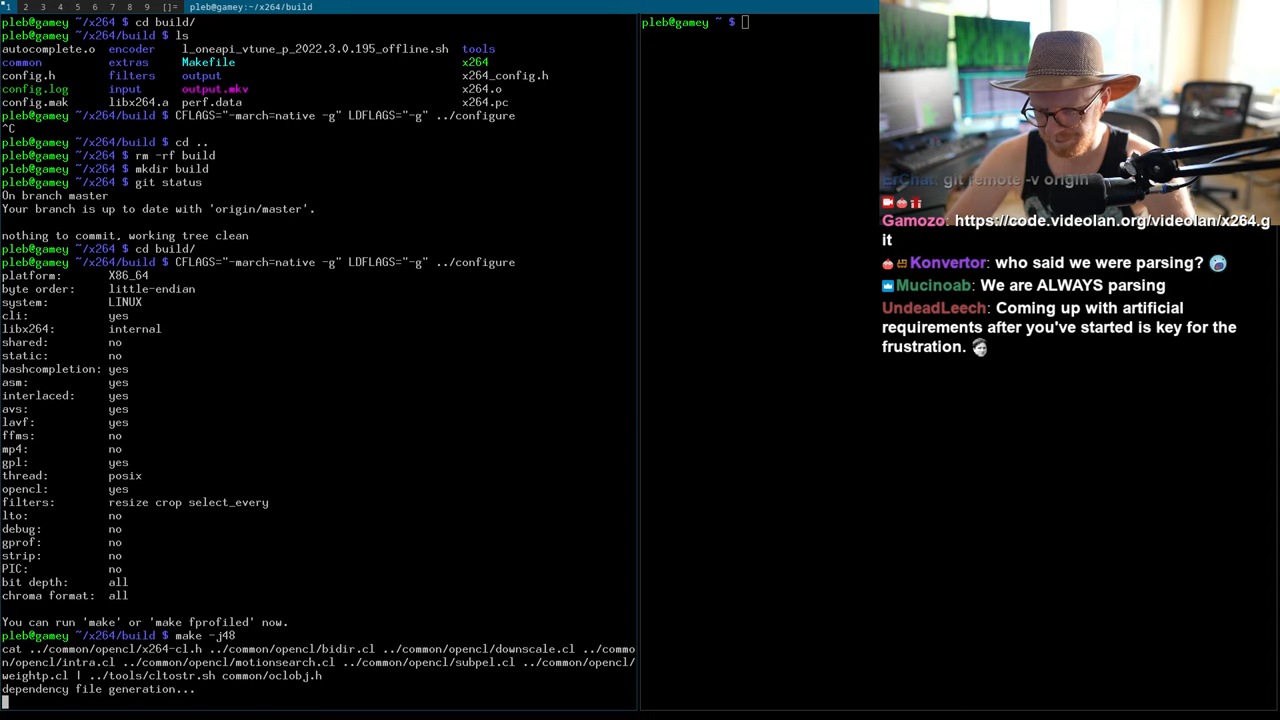 1 2 3 4 5 6 7 8 9 []= pleb@gamey:~/x264/build
pleb@gamey ~/x264 $ cd build/
pleb@gamey ~/x264/build $ ls
autocomplete.o encoder l_oneapi_vtune_p_2022.3.0.195_offline.sh tools
common extras Makefile x264
config.h filters output x264_config.h
config.log input output.mkv x264.o
config.mak libx264.a perf.data x264.pc
pleb@gamey ~/x264/build $ CFLAGS="-march=native -g" LDFLAGS="-g" ../configure
^C
pleb@gamey ~/x264/build $ cd ..
pleb@gamey ~/x264 $ rm -rf build
pleb@gamey ~/x264 $ mkdir build
pleb@gamey ~/x264 $ git status
On branch master
Your branch is up to date with 'origin/master'.
nothing to commit, working tree clean
pleb@gamey ~/x264 $ cd build/
pleb@gamey ~/x264/build $ CFLAGS="-march=native -g" LDFLAGS="-g" ../configure
platform: X86_64
byte order: little-endian
system: LINUX
cli: yes
libx264: internal
shared: no
static: no
bashcompletion: yes
asm: yes
interlaced: yes
avs: yes
lavf: yes
ffms: no
mp4: no
gpl: yes
thread: posix
opencl: yes
filters: resize crop select_every
lto: no
debug: no
gprof: no
strip: no
PIC: no
bit depth: all
chroma format: all
You can run 'make' or 'make fprofiled' now.
pleb@gamey ~/x264/build $ make -j48
cat ../common/opencl/x264-cl.h ../common/opencl/bidir.cl ../common/opencl/downscale.cl ../commo
n/opencl/intra.cl ../common/opencl/motionsearch.cl ../common/opencl/subpel.cl ../common/opencl/
weightp.cl | ../tools/cltostr.sh common/oclobj.h
dependency file generation...
pleb@gamey ~ $
ErChat: git remote -v origin
Gamozo: https://code.videolan.org/videolan/x264.g
it
Konvertor: who said we were parsing?
Mucinoab: We are ALWAYS parsing
UndeadLeech: Coming up with artificial
requirements after you've started is key for the
frustration.